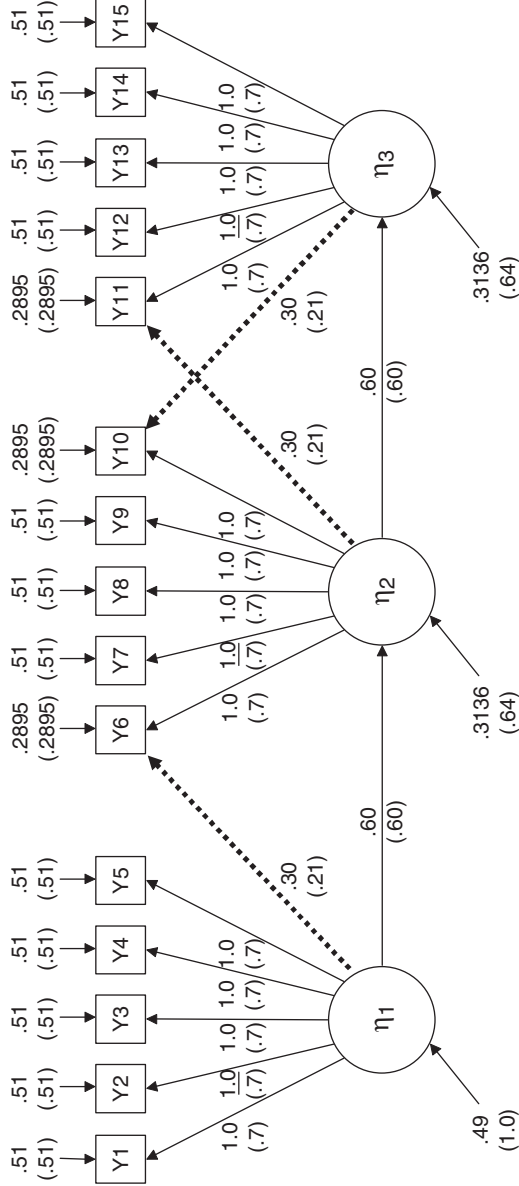 .51 .51 .51 .51 .51 .2895 .51 .51 .51 .2895 .2895 .51 .51 .51 .51
(.51) (.51) (.51) (.51) (.51) (.2895) (.51) (.51) (.51) (.2895) (.2895) (.51) (.51) (.51) (.51)
Y1 Y2 Y3 Y4 Y5 Y6 Y7 Y8 Y9 Y10 Y11 Y12 Y13 Y14 Y15
1.0 1.0 1.0 1.0 1.0 1.0 1.0 1.0 1.0 1.0 1.0 1.0 1.0 1.0 1.0
(.7) (.7) (.7) (.7) (.7) (.7) (.7) (.7) (.7) (.7) (.7) (.7) (.7) (.7) (.7)
.30 .30 .30
(.21) (.21) (.21)
η1 η2 η3
.60 .60
(.60) (.60)
.49 .3136 .3136
(1.0) (.64) (.64)